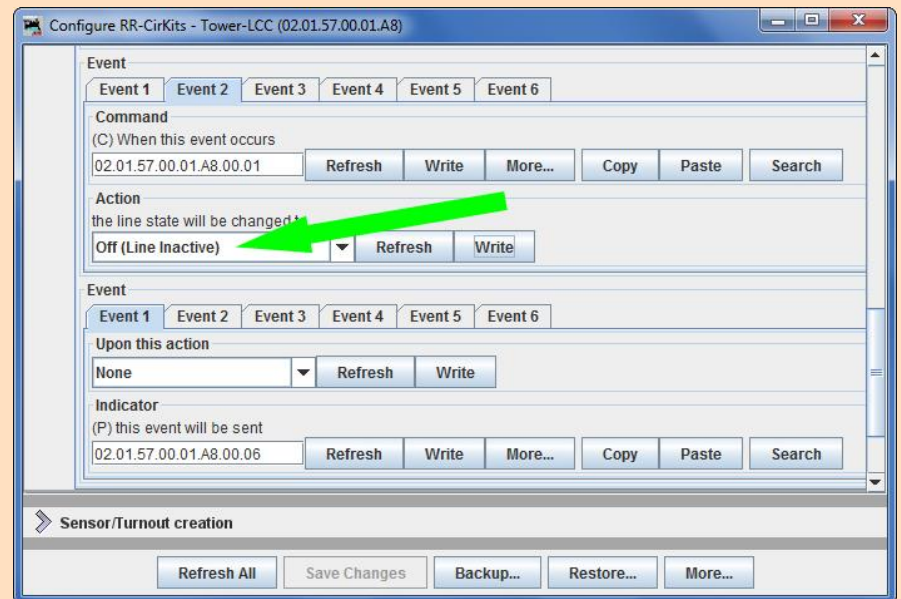 Configure RR-CirKits - Tower-LCC (02.01.57.00.01.A8)
Event
Event 1 Event 2 Event 3 Event 4 Event 5 Event 6
Command
(C) When this event occurs
02.01.57.00.01.A8.00.01 Refresh Write More... Copy Paste Search
Action
the line state will be changed
Off (Line Inactive) Refresh Write
Event
Event 1 Event 2 Event 3 Event 4 Event 5 Event 6
Upon this action
None Refresh Write
Indicator
(P) this event will be sent
02.01.57.00.01.A8.00.06 Refresh Write More... Copy Paste Search
Sensor/Turnout creation
Refresh All Save Changes Backup... Restore... More...